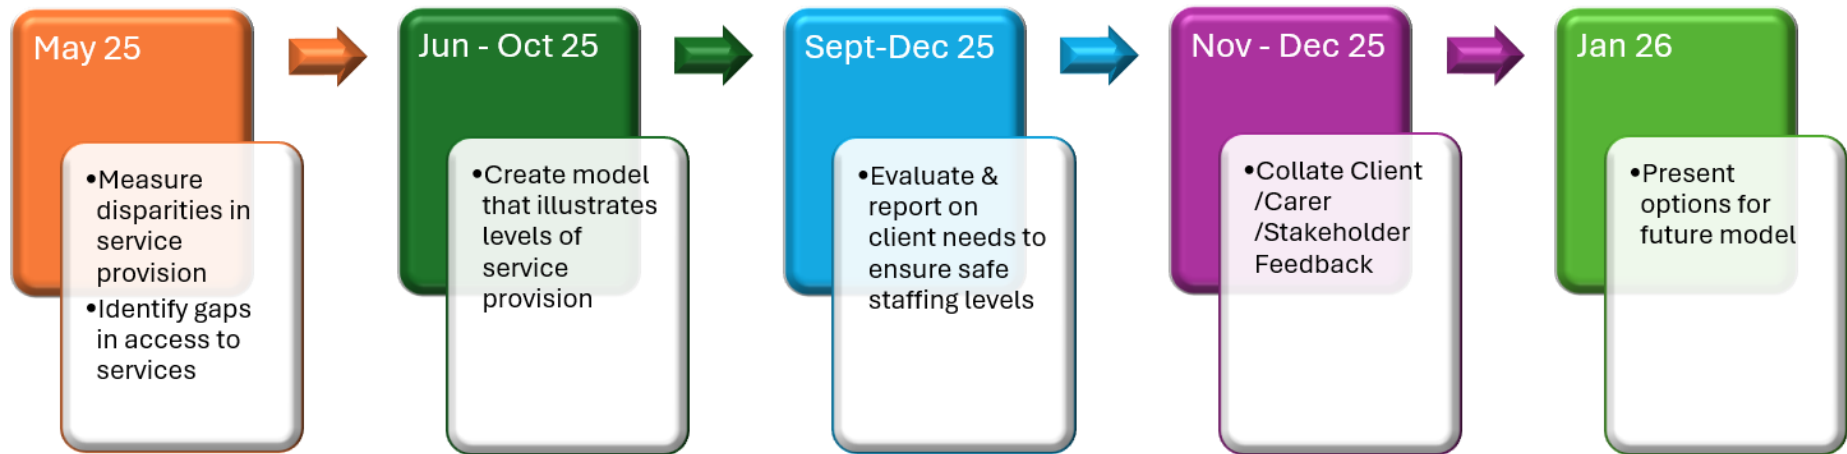 May 25
•Measure
disparities in
service
provision
•Identify gaps
in access to
services
Jun - Oct 25
•Create model
that illustrates
levels of
service
provision
Sept-Dec 25
•Evaluate &
report on
client needs to
ensure safe
staffing levels
Nov - Dec 25
•Collate Client
/Carer
/Stakeholder
Feedback
Jan 26
•Present
options for
future model